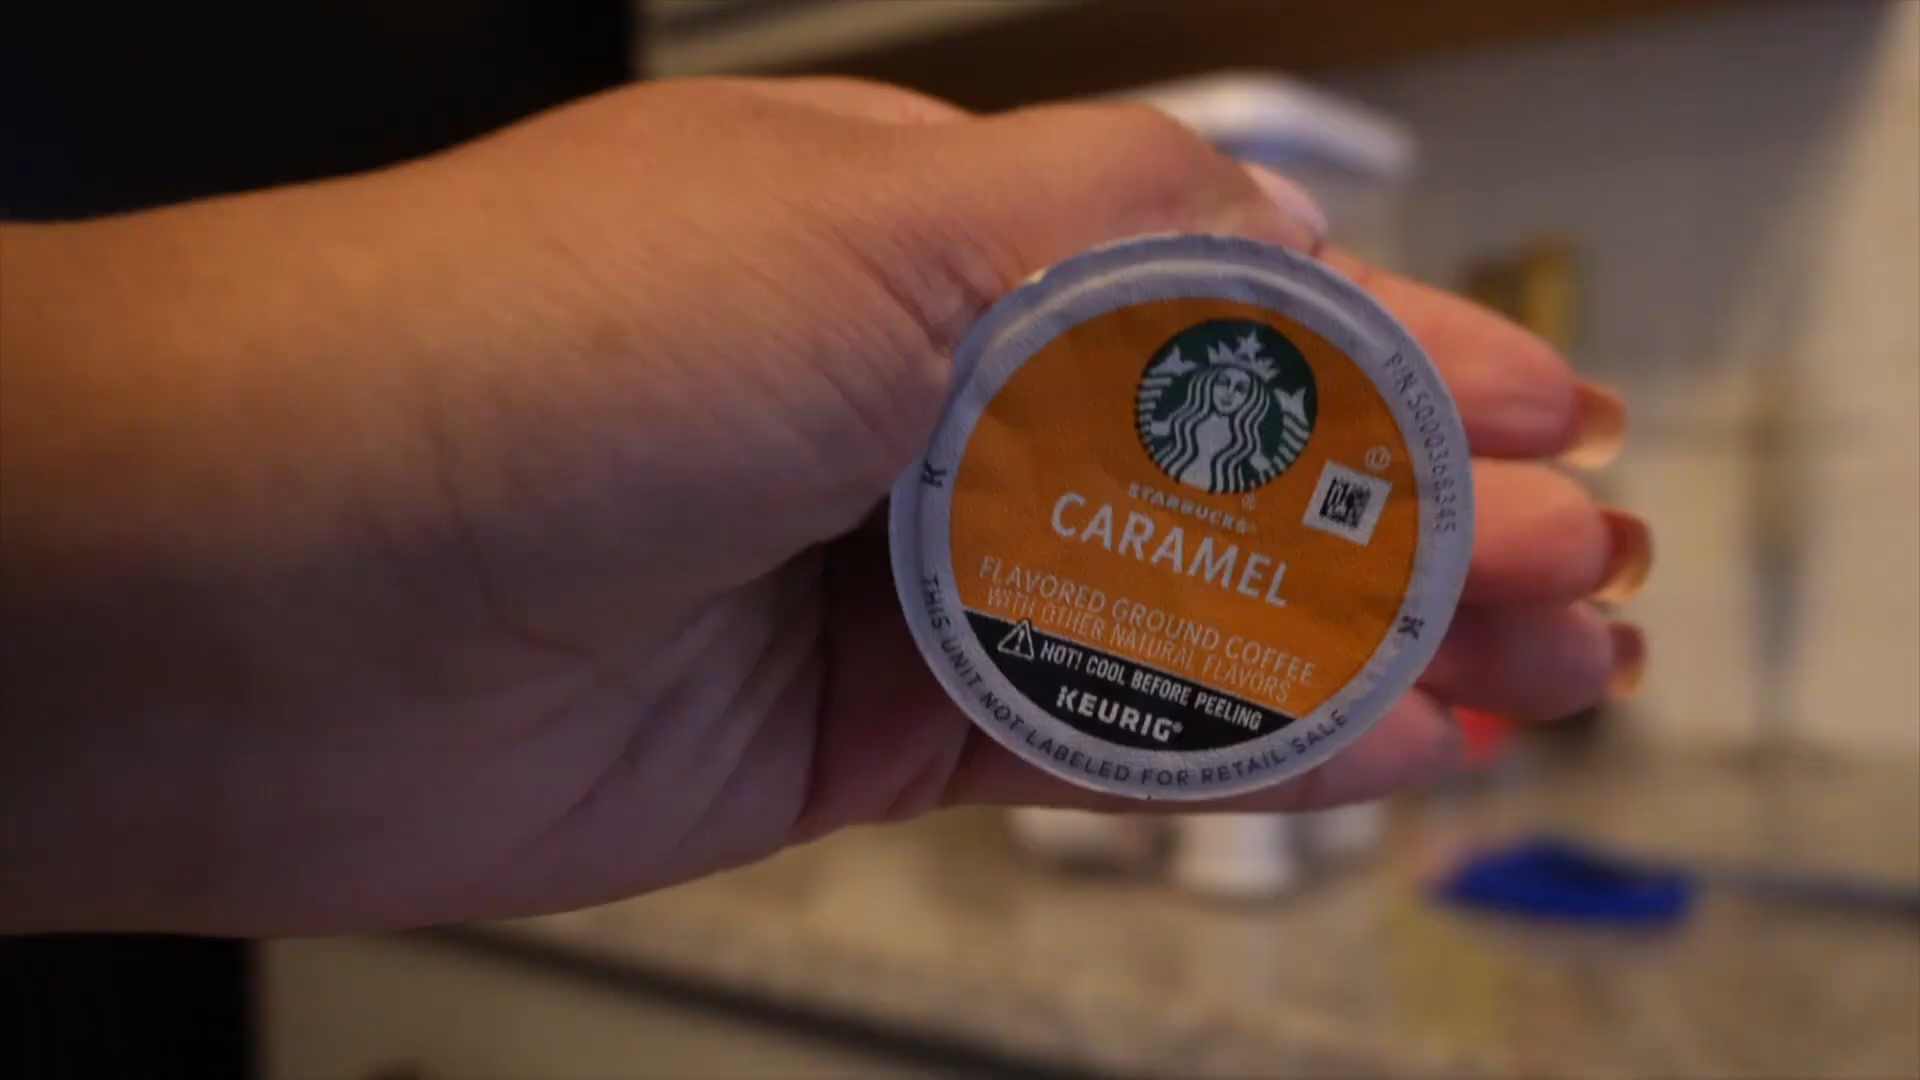 STARBUCKS®
CARAMEL
FLAVORED GROUND COFFEE
WITH OTHER NATURAL FLAVORS
HOT! COOL BEFORE PEELING
KEURIG®
THIS UNIT NOT LABELED FOR RETAIL SALE
P/N 5000368345
K
K
U